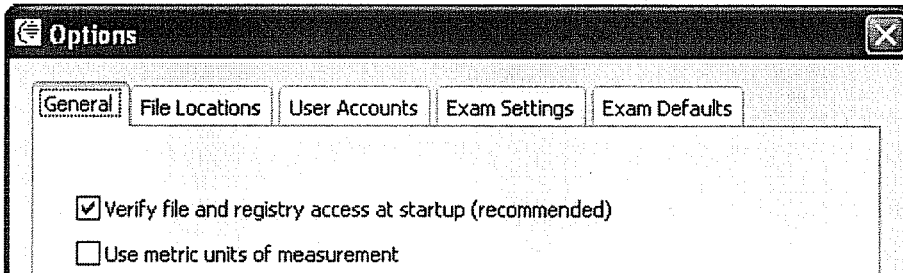 Options
General File Locations User Accounts Exam Settings Exam Defaults
Verify file and registry access at startup (recommended)
Use metric units of measurement